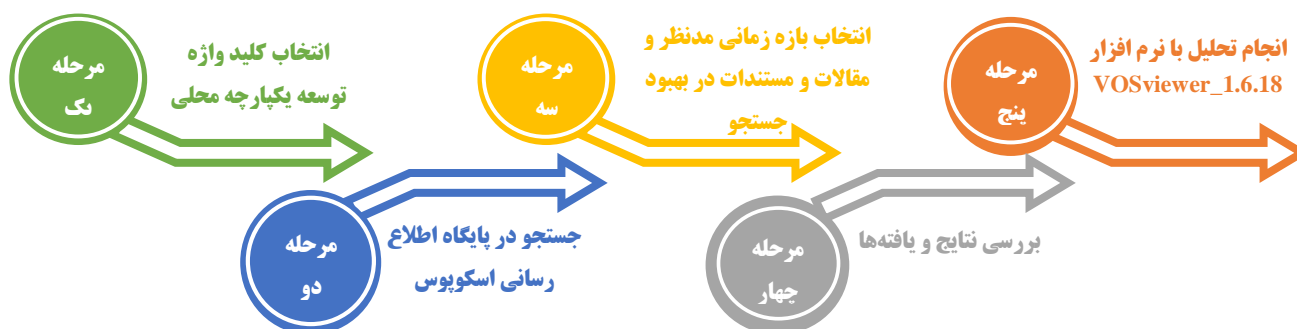 مرحله
یک
انتخاب کلید واژه
توسعه یکپارچه محلی
مرحله
دو
جستجو در پایگاه اطلاع
رسانی اسکوپوس
مرحله
سه
انتخاب بازه زمانی مدنظر و
مقالات و مستندات در بهبود
جستجو
مرحله
چهار
بررسی نتایج و یافته‌ها
مرحله
پنج
انجام تحلیل با نرم افزار
VOSviewer_1.6.18